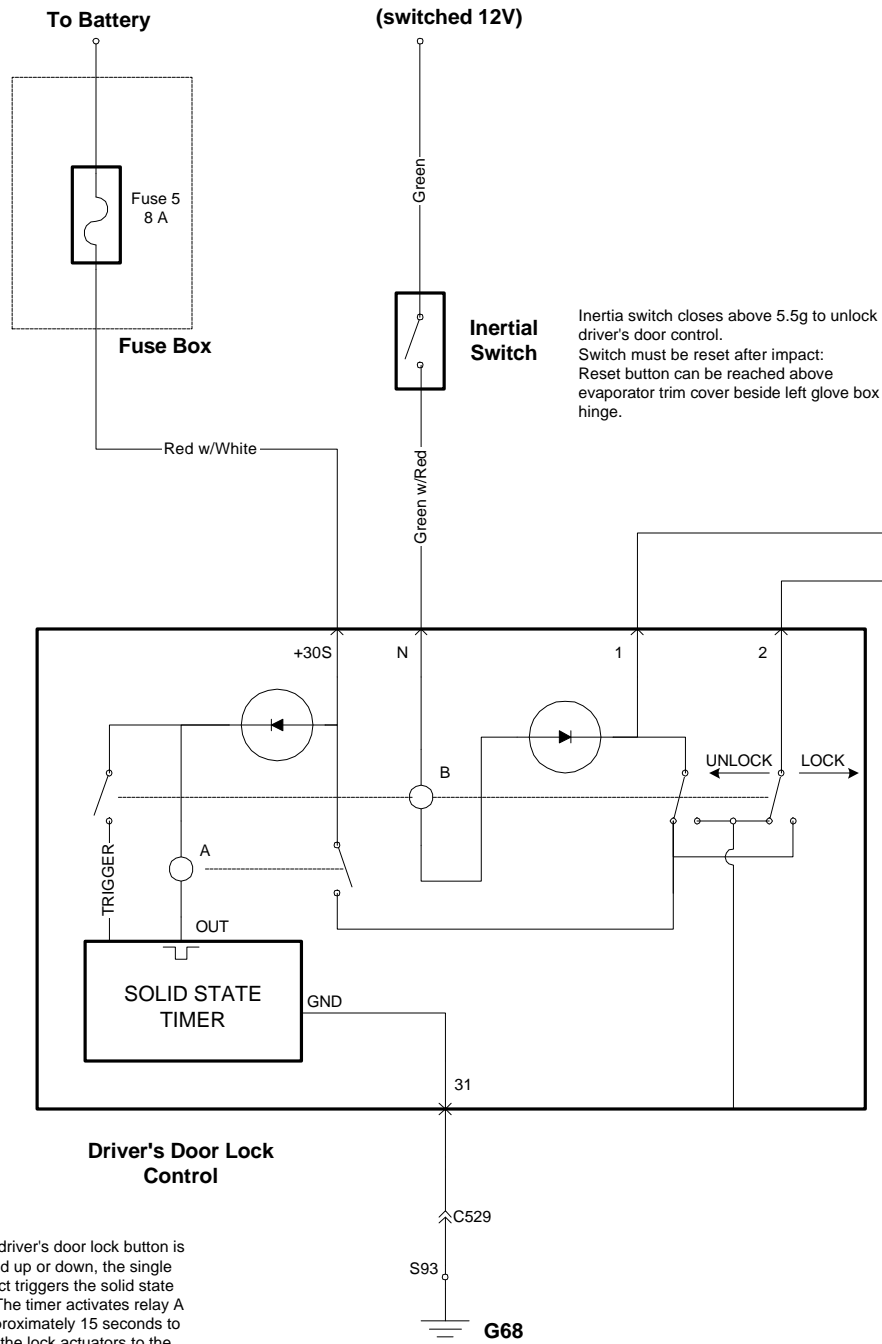 To Battery
(switched 12V)
Green
Fuse 5
8 A
Fuse Box
Inertial
Switch
Inertia switch closes above 5.5g to unlock
driver's door control.
Switch must be reset after impact:
Reset button can be reached above
evaporator trim cover beside left glove box
hinge.
Red w/White
Green w/Red
+30S
N
1
2
B
UNLOCK
LOCK
A
TRIGGER
OUT
SOLID STATE
TIMER
GND
31
Driver's Door Lock
Control
C529
S93
G68
driver's door lock button is
d up or down, the single
ct triggers the solid state
The timer activates relay A
proximately 15 seconds to
the lock actuators to the